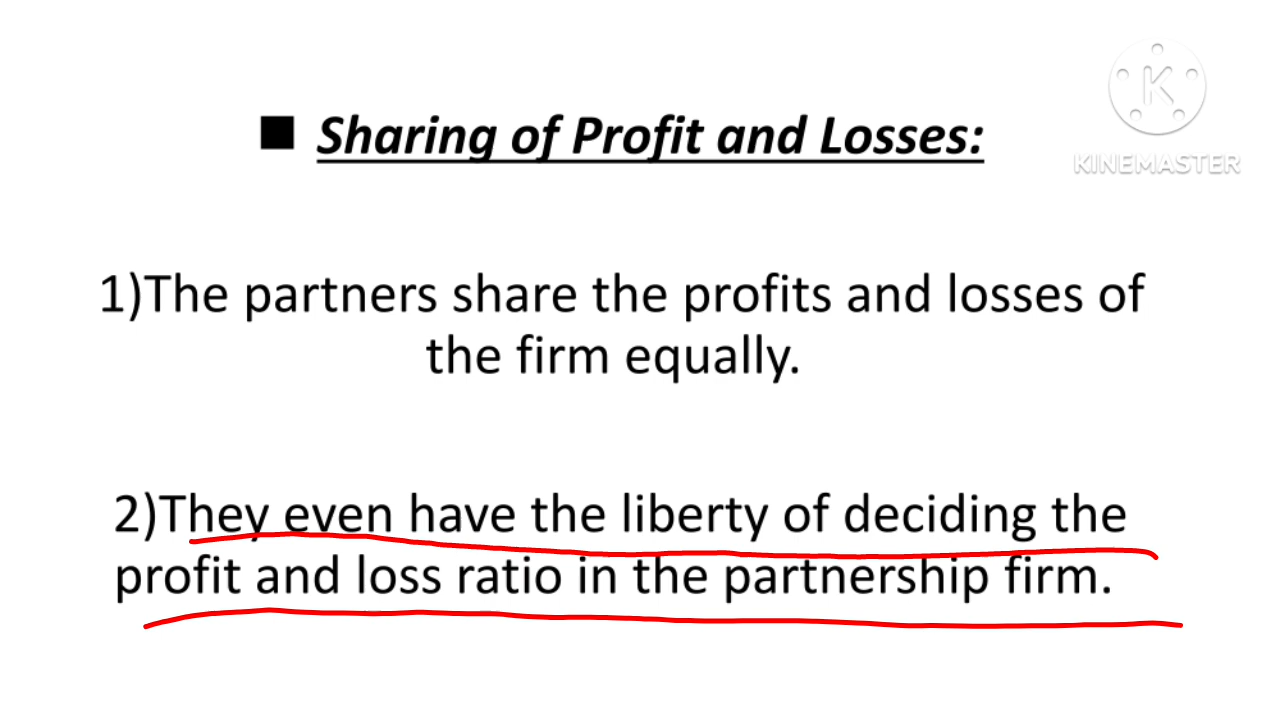 ■ Sharing of Profit and Losses:
KINEMASTER
1)The partners share the profits and losses of
the firm equally.
2)They even have the liberty of deciding the
profit and loss ratio in the partnership firm.